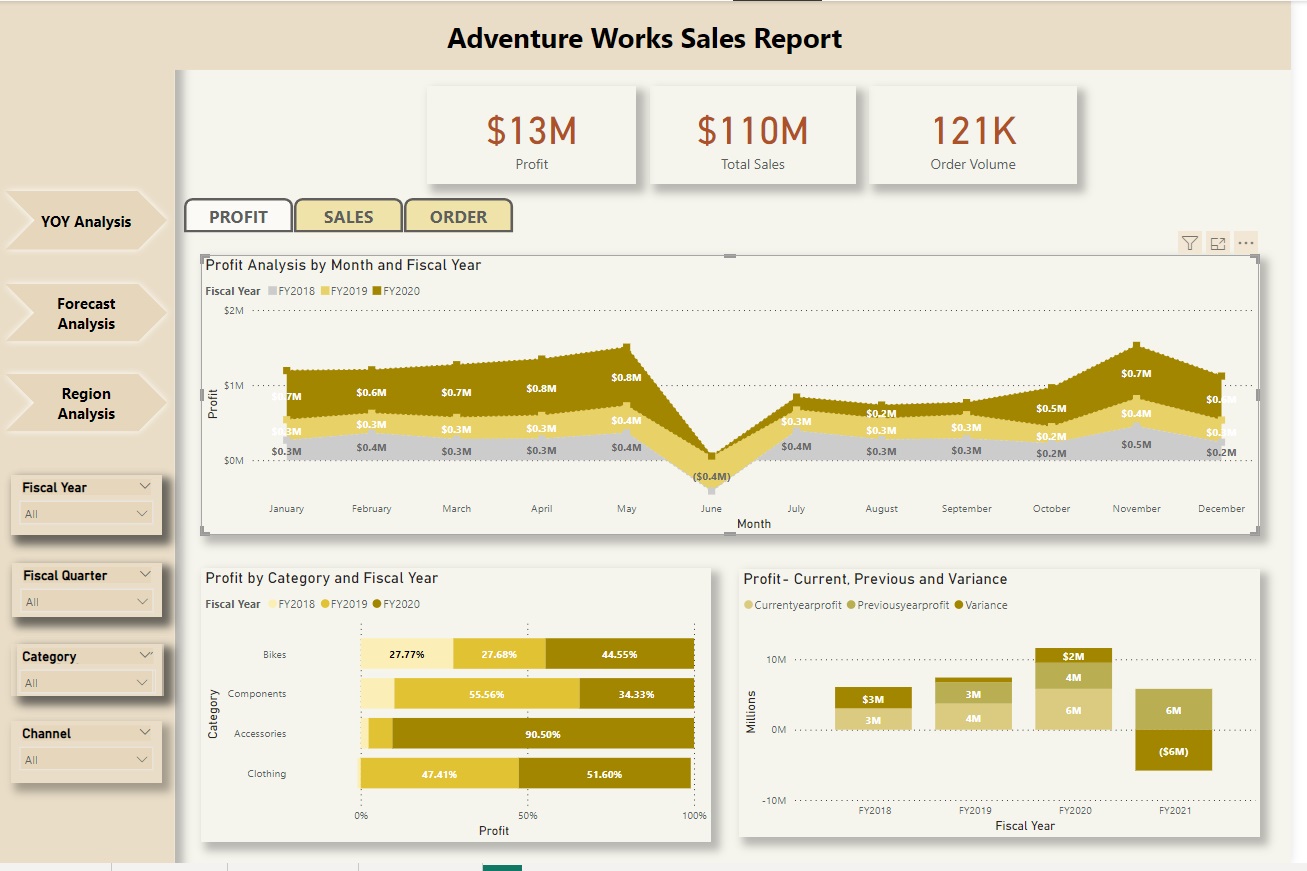 Adventure Works Sales Report
$13M
Profit
$110M
Total Sales
121K
Order Volume
YOY Analysis
Forecast
Analysis
Region
Analysis
Fiscal Year
All
Fiscal Quarter
All
Category
All
Channel
All
PROFIT SALES ORDER
Profit Analysis by Month and Fiscal Year
Fiscal Year FY2018 FY2019 FY2020
Profit
$2M
$1M
$0M
$0.6M $0.7M $0.8M $0.8M $0.2M $0.5M $0.7M
$0.3M $0.3M $0.3M $0.3M $0.4M $0.3M $0.3M $0.3M $0.2M $0.4M
$0.3M $0.4M $0.3M $0.3M $0.4M ($0.4M) $0.4M $0.3M $0.3M $0.2M $0.5M $0.2M
January February March April May June July August September October November December
Month
Profit by Category and Fiscal Year
Fiscal Year FY2018 FY2019 FY2020
Category
Bikes 27.77% 27.68% 44.55%
Components 55.56% 34.33%
Accessories 90.50%
Clothing 47.41% 51.60%
0% 50% 100%
Profit
Profit- Current, Previous and Variance
Currentyearprofit Previousyearprofit Variance
Millions
10M
0M
-10M
$3M
3M
3M
4M
$2M
4M
6M
6M
($6M)
FY2018 FY2019 FY2020 FY2021
Fiscal Year